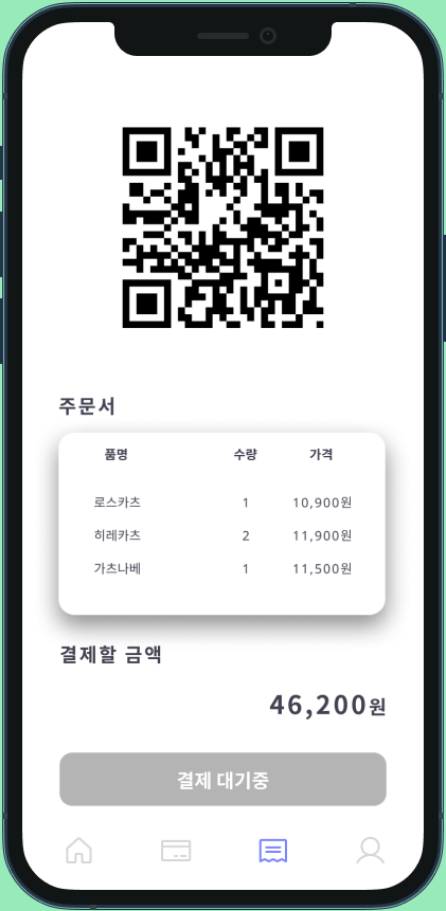 주문서
품명 수량 가격
로스카츠 1 10,900원
히레카츠 2 11,900원
가츠나베 1 11,500원
결제할 금액
46,200원
결제 대기중